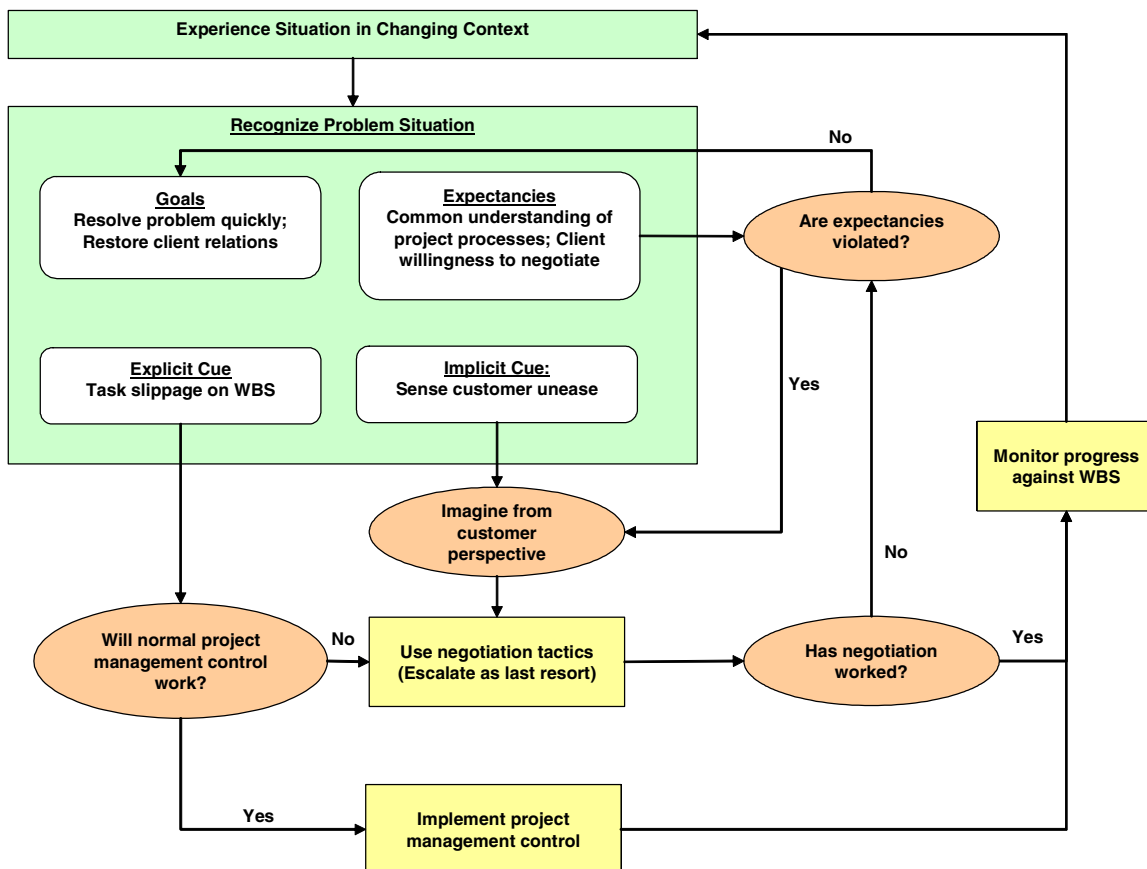 Experience Situation in Changing Context
Recognize Problem Situation
No
Goals
Resolve problem quickly;
Restore client relations
Expectancies
Common understanding of
project processes; Client
willingness to negotiate
Are expectancies
violated?
Explicit Cue
Task slippage on WBS
Implicit Cue:
Sense customer unease
Yes
Monitor progress
against WBS
Imagine from
customer
perspective
No
Will normal project
management control
work?
No
Use negotiation tactics
(Escalate as last resort)
Has negotiation
worked?
Yes
Yes
Implement project
management control